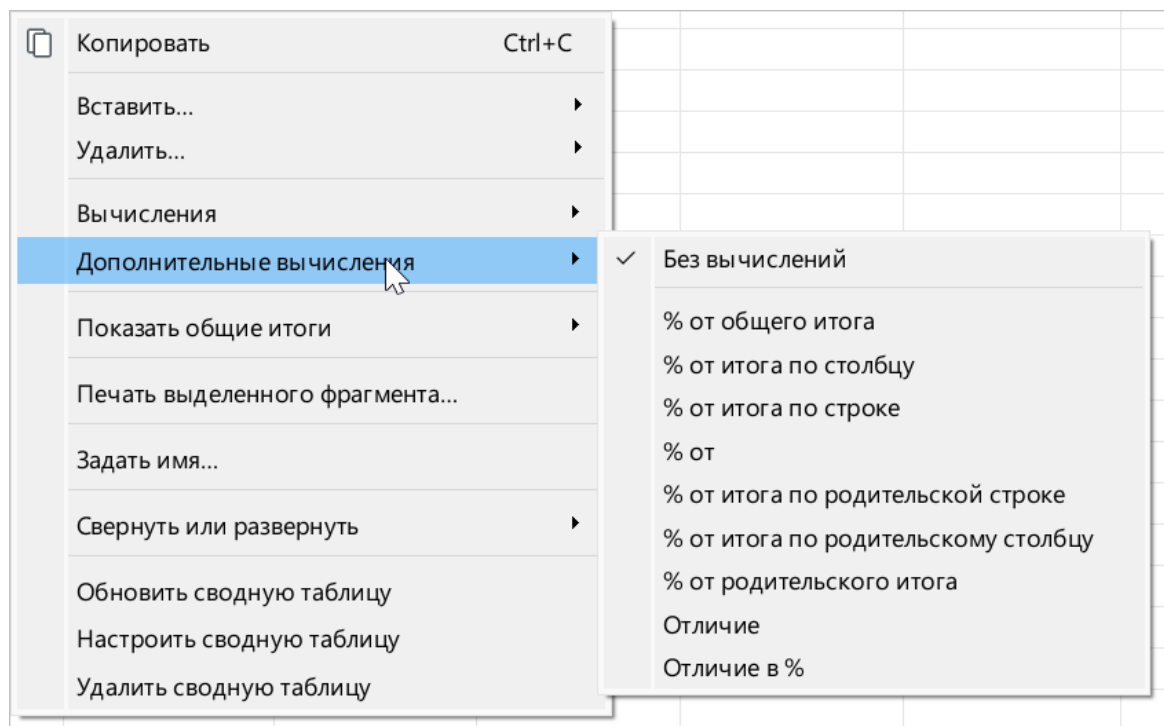 Копировать Ctrl+C
Вставить...
Удалить...
Вычисления
Дополнительные вычисления
Показать общие итоги
Печать выделенного фрагмента...
Задать имя...
Свернуть или развернуть
Обновить сводную таблицу
Настроить сводную таблицу
Удалить сводную таблицу
Без вычислений
% от общего итога
% от итога по столбцу
% от итога по строке
% от
% от итога по родительской строке
% от итога по родительскому столбцу
% от родительского итога
Отличие
Отличие в %